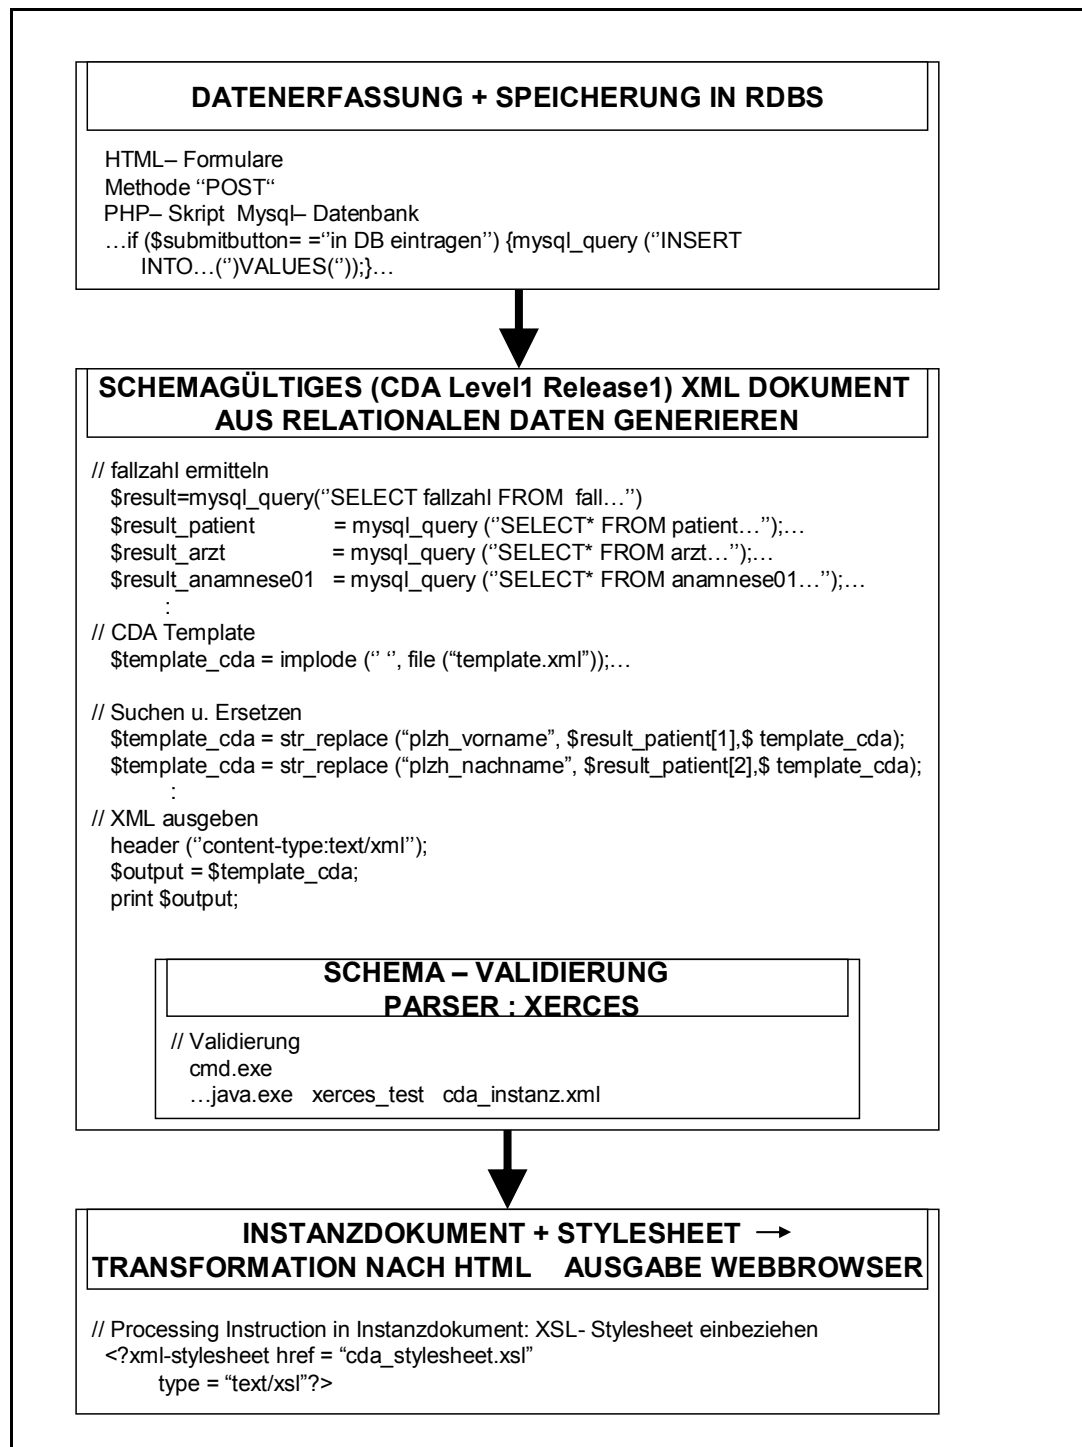 DATENERFASSUNG + SPEICHERUNG IN RDBS
HTML– Formulare
Methode “POST“
PHP– Skript Mysql– Datenbank
…if ($submitbutton= =‘’in DB eintragen’’) {mysql_query (‘’INSERT
INTO…(‘’)VALUES(‘’));}…
SCHEMAGÜLTIGES (CDA Level1 Release1) XML DOKUMENT
AUS RELATIONALEN DATEN GENERIEREN
// fallzahl ermitteln
$result=mysql_query(‘’SELECT fallzahl FROM fall…’’)
$result_patient = mysql_query (‘’SELECT* FROM patient…’’);…
$result_arzt = mysql_query (‘’SELECT* FROM arzt…’’);…
$result_anamnese01 = mysql_query (‘’SELECT* FROM anamnese01…’’);…
:
// CDA Template
$template_cda = implode (‘’ ‘’, file (“template.xml”));…
// Suchen u. Ersetzen
$template_cda = str_replace (“plzh_vorname”, $result_patient[1],$ template_cda);
$template_cda = str_replace (“plzh_nachname”, $result_patient[2],$ template_cda);
:
// XML ausgeben
header (‘’content-type:text/xml’’);
$output = $template_cda;
print $output;
SCHEMA – VALIDIERUNG
PARSER : XERCES
// Validierung
cmd.exe
…java.exe xerces_test cda_instanz.xml
INSTANZDOKUMENT + STYLESHEET →
TRANSFORMATION NACH HTML AUSGABE WEBBROWSER
// Processing Instruction in Instanzdokument: XSL- Stylesheet einbeziehen
<?xml-stylesheet href = “cda_stylesheet.xsl”
type = “text/xsl”?>